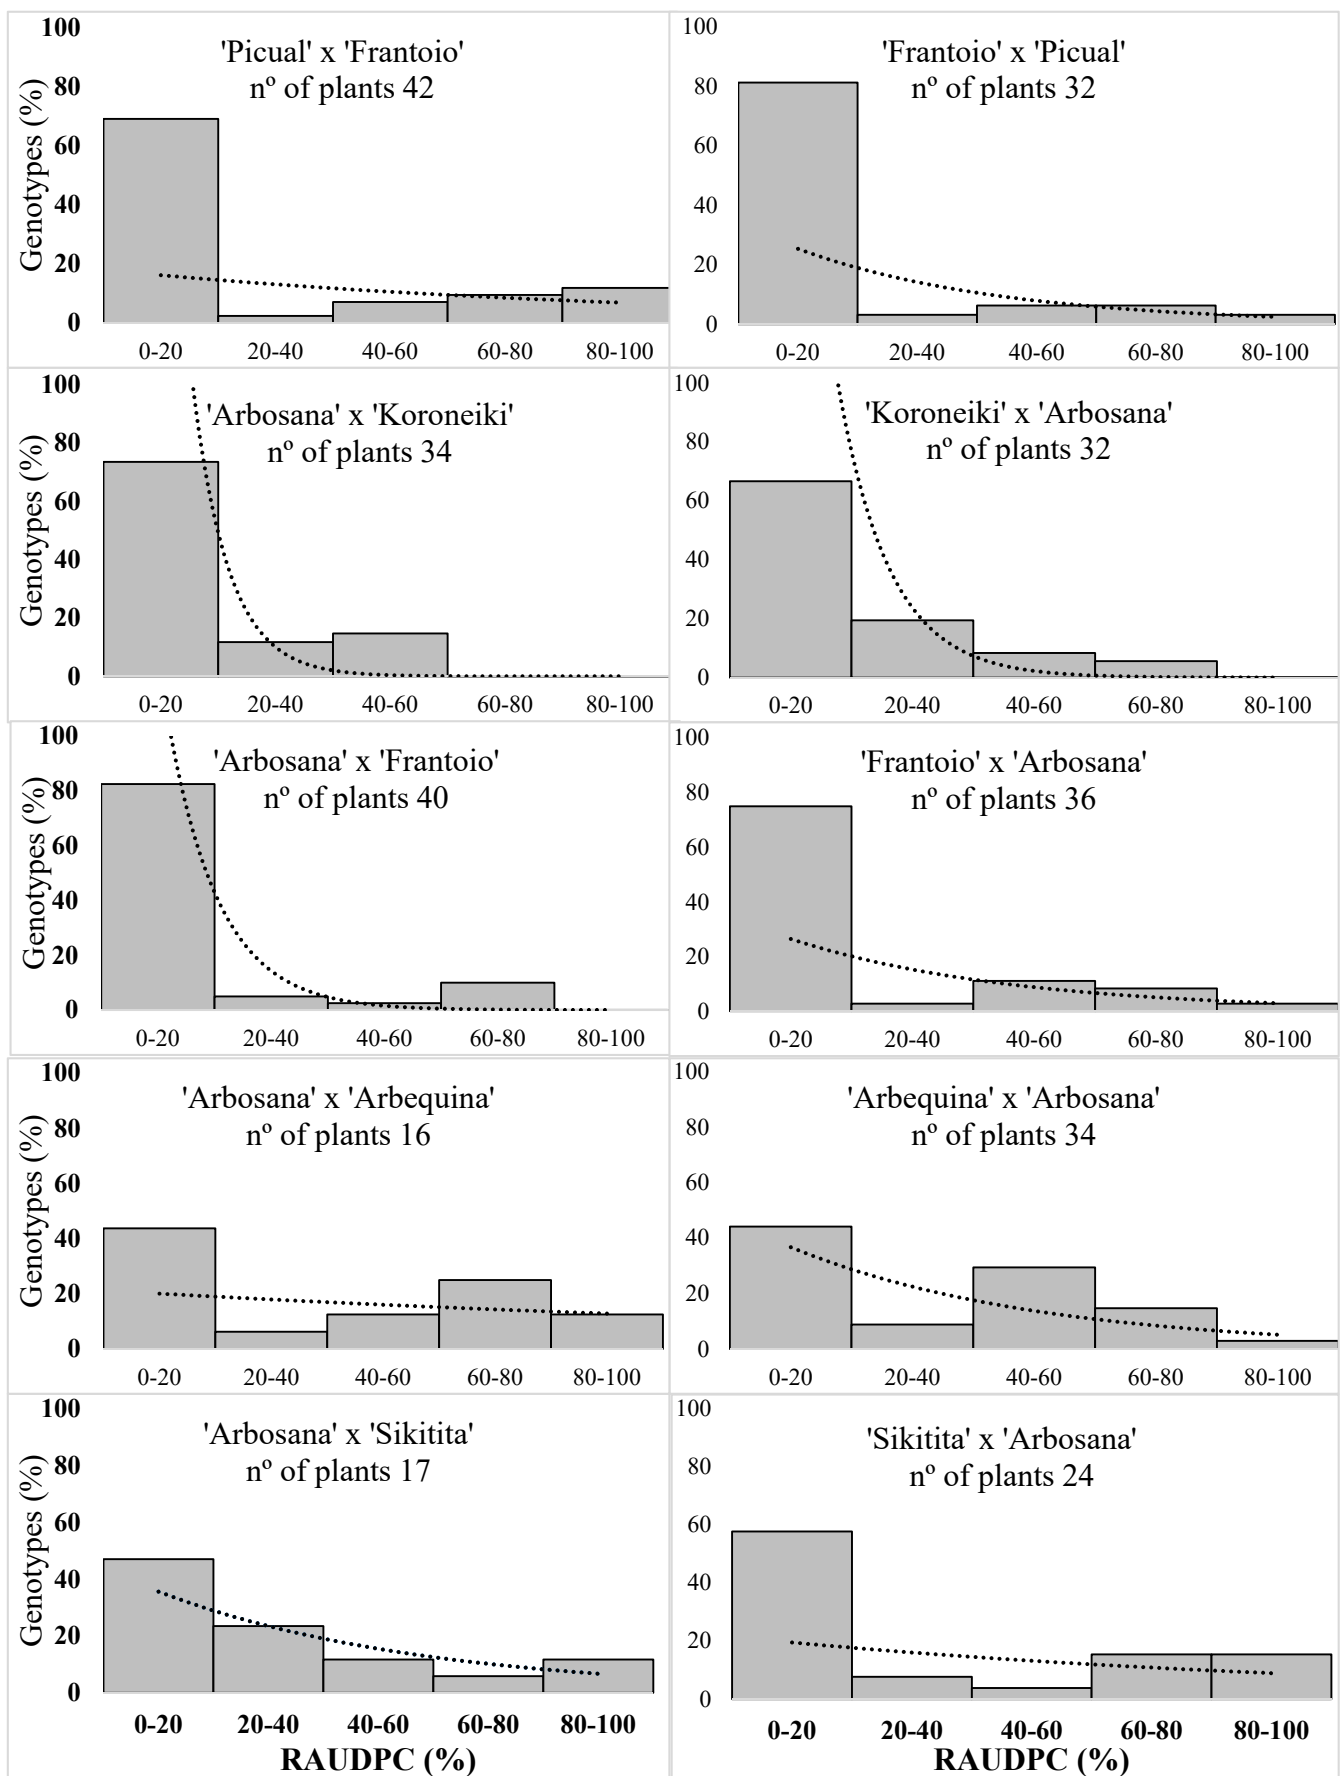 'Picual' x 'Frantoio'
nº of plants 42
Genotypes (%)
100
80
60
40
20
0
0-20 20-40 40-60 60-80 80-100
'Frantoio' x 'Picual'
nº of plants 32
100
80
60
40
20
0
0-20 20-40 40-60 60-80 80-100
'Arbosana' x 'Koroneiki'
nº of plants 34
Genotypes (%)
100
80
60
40
20
0
0-20 20-40 40-60 60-80 80-100
'Koroneiki' x 'Arbosana'
nº of plants 32
100
80
60
40
20
0
0-20 20-40 40-60 60-80 80-100
'Arbosana' x 'Frantoio'
nº of plants 40
Genotypes (%)
100
80
60
40
20
0
0-20 20-40 40-60 60-80 80-100
'Frantoio' x 'Arbosana'
nº of plants 36
100
80
60
40
20
0
0-20 20-40 40-60 60-80 80-100
'Arbosana' x 'Arbequina'
nº of plants 16
Genotypes (%)
100
80
60
40
20
0
0-20 20-40 40-60 60-80 80-100
'Arbequina' x 'Arbosana'
nº of plants 34
100
80
60
40
20
0
0-20 20-40 40-60 60-80 80-100
'Arbosana' x 'Sikitita'
nº of plants 17
Genotypes (%)
100
80
60
40
20
0
0-20 20-40 40-60 60-80 80-100
RAUDPC (%)
'Sikitita' x 'Arbosana'
nº of plants 24
100
80
60
40
20
0
0-20 20-40 40-60 60-80 80-100
RAUDPC (%)